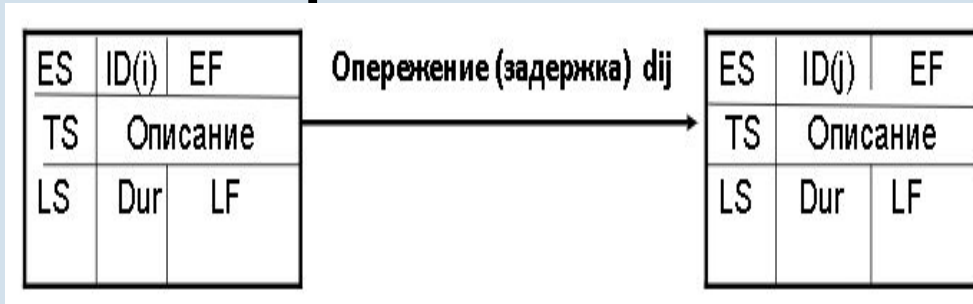 ES ID(i) EF
TS Описание
LS Dur LF
Опережение (задержка) dij
ES ID(j) EF
TS Описание
LS Dur LF